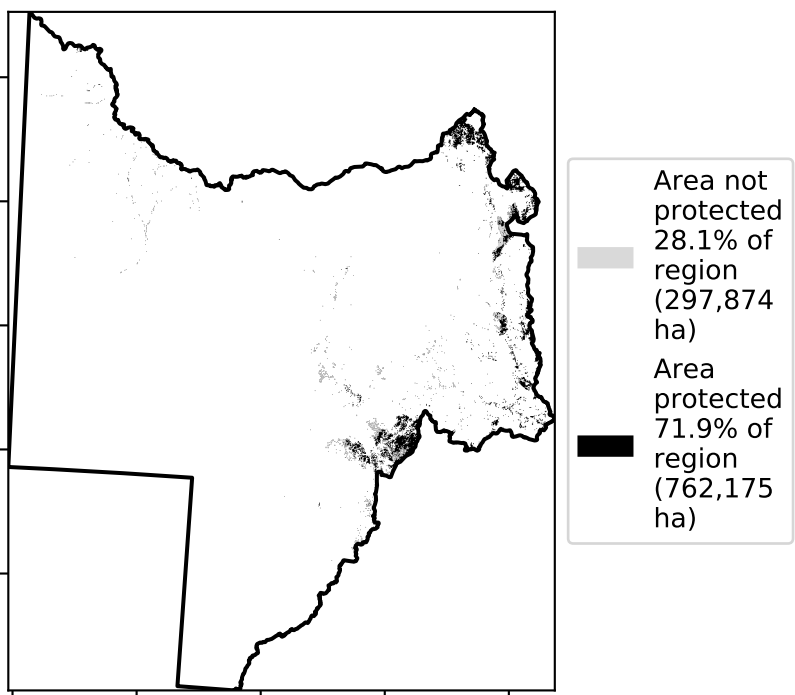 Area not
protected
28.1% of
region
(297,874
ha)
Area
protected
71.9% of
region
(762,175
ha)